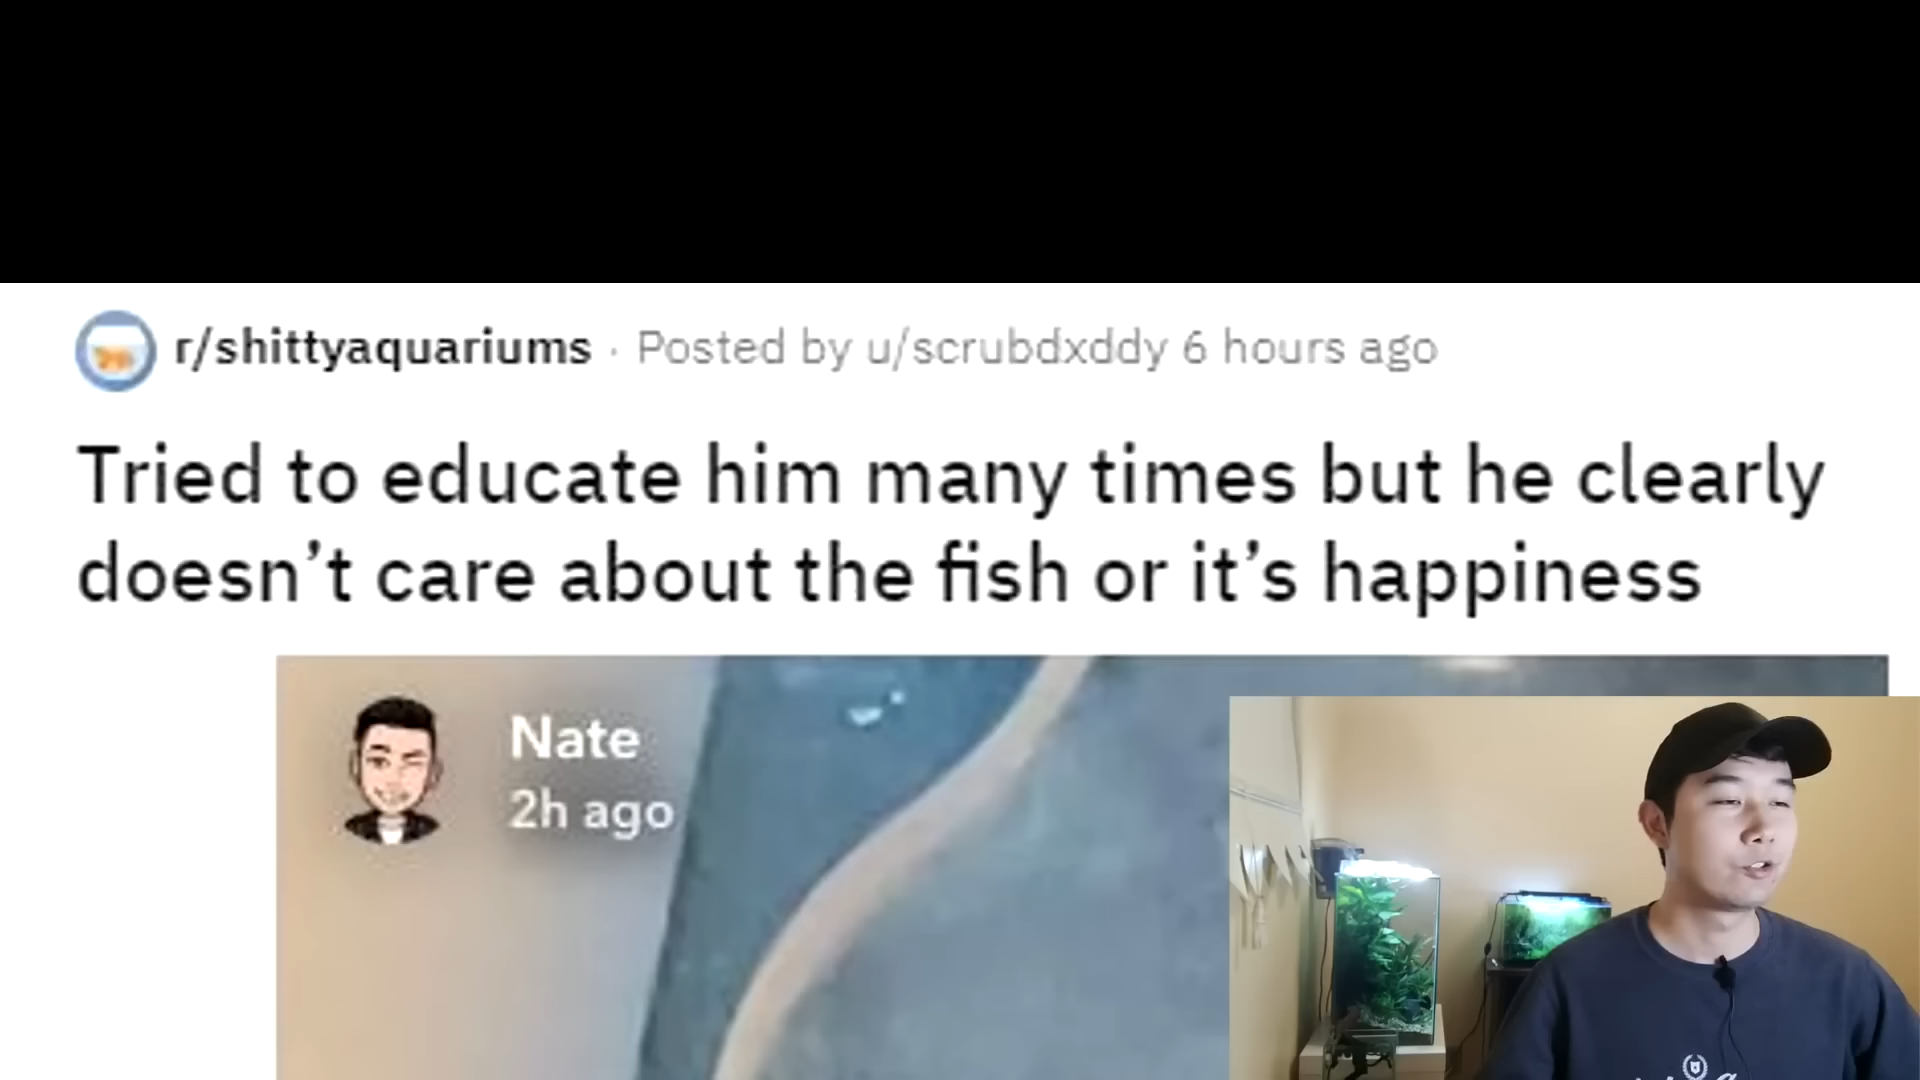 r/shittyaquariums · Posted by u/scrubdxddy 6 hours ago
Tried to educate him many times but he clearly
doesn’t care about the fish or it’s happiness
Nate
2h ago